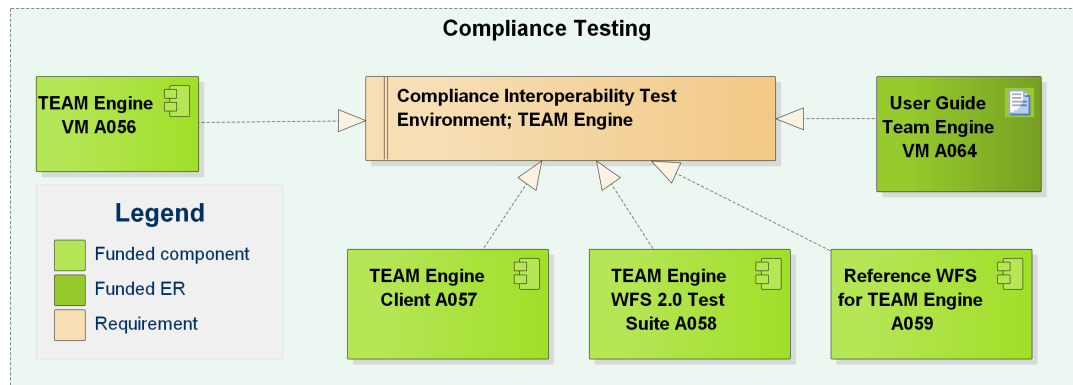 Compliance Testing
TEAM Engine
VM A056
Compliance Interoperability Test
Environment; TEAM Engine
User Guide
Team Engine
VM A064
Legend
Funded component
Funded ER
Requirement
TEAM Engine
Client A057
TEAM Engine
WFS 2.0 Test
Suite A058
Reference WFS
for TEAM Engine
A059